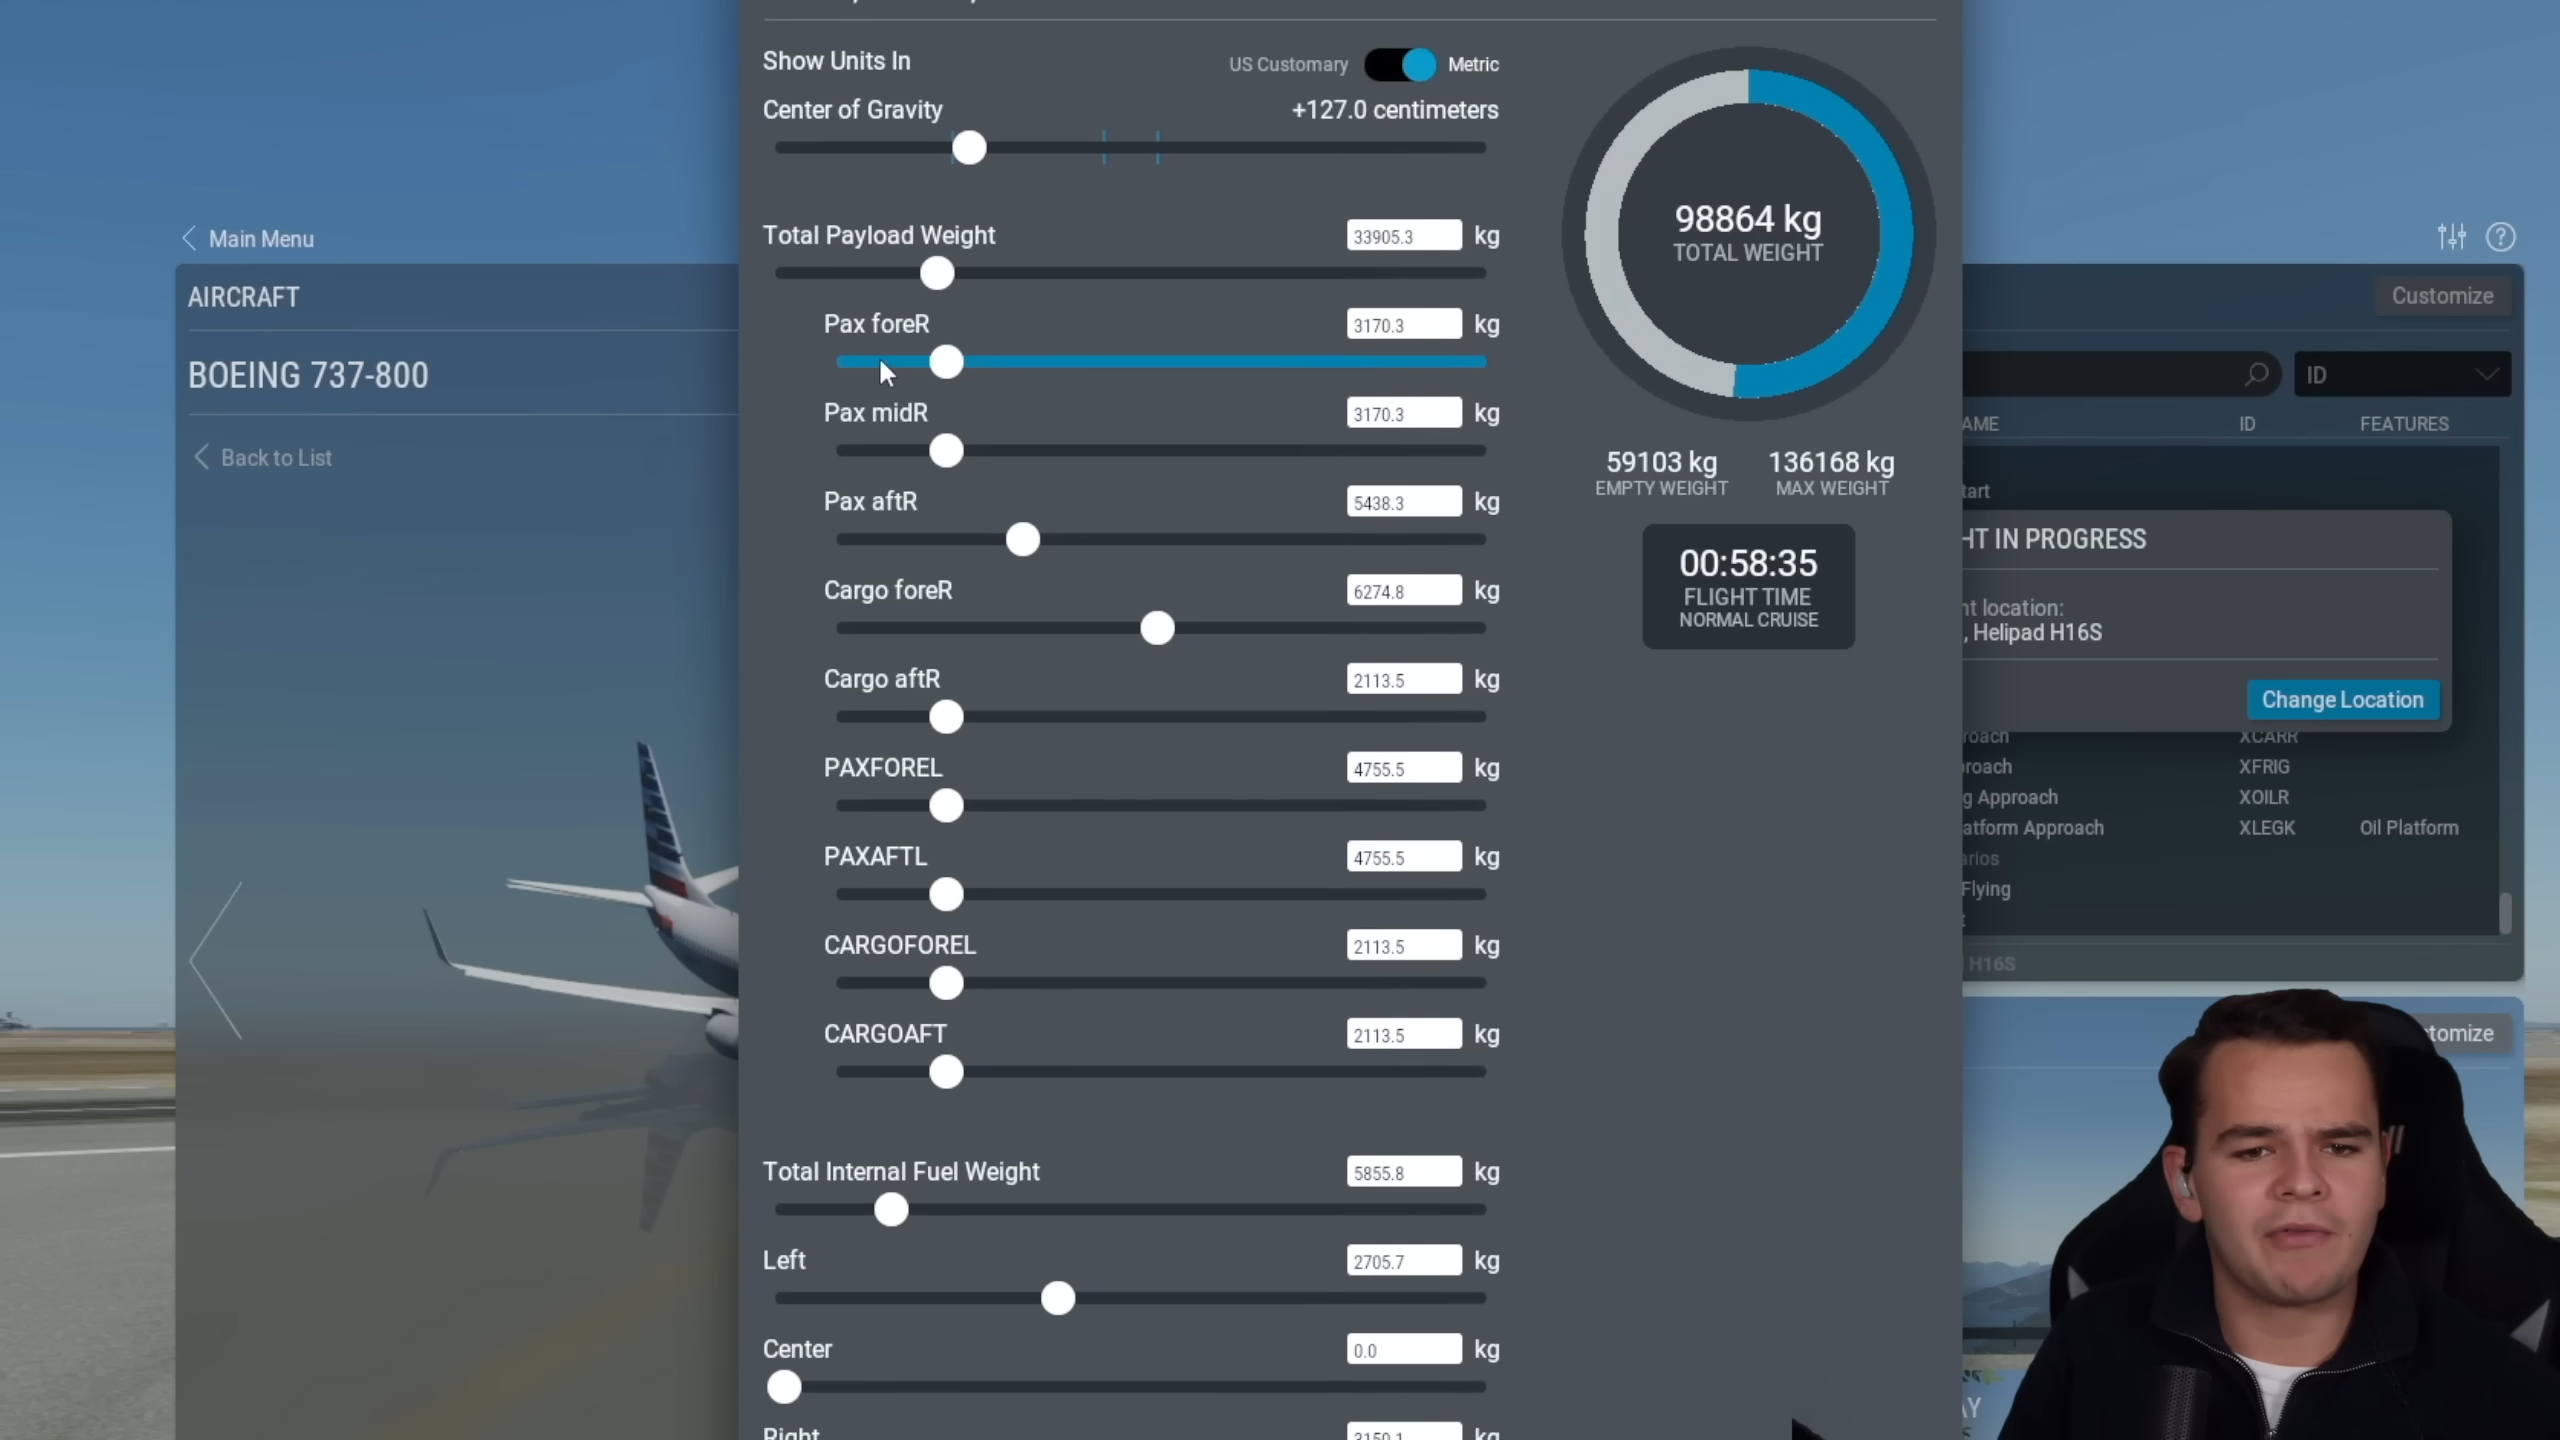 Show Units In
US Customary
Metric
Center of Gravity
+127.0 centimeters
Total Payload Weight
33905.3 kg
Pax foreR
3170.3 kg
Pax midR
3170.3 kg
Pax aftR
5438.3 kg
Cargo foreR
6274.8 kg
Cargo aftR
2113.5 kg
PAXFOREL
4755.5 kg
PAXAFTL
4755.5 kg
CARGOFOREL
2113.5 kg
CARGOAFT
2113.5 kg
Total Internal Fuel Weight
5855.8 kg
Left
2705.7 kg
Center
0.0 kg
Right
3150.1 kg
98864 kg
TOTAL WEIGHT
59103 kg
EMPTY WEIGHT
136168 kg
MAX WEIGHT
00:58:35
FLIGHT TIME
NORMAL CRUISE
Main Menu
AIRCRAFT
BOEING 737-800
Back to List
Customize
ID
AME
ID
FEATURES
tart
HT IN PROGRESS
nt location:
, Helipad H16S
Change Location
roach
XCARR
roach
XFRIG
g Approach
XOILR
atform Approach
XLEGK
Oil Platform
arios
Flying
t
H16S
tomize
AY